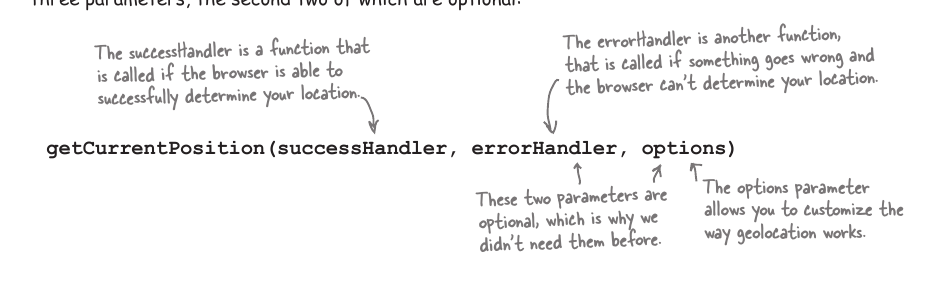 Three parameters, the second two of which are optional:
The successHandler is a function that
is called if the browser is able to
successfully determine your location.
The errorHandler is another function,
that is called if something goes wrong and
the browser can't determine your location.
getCurrentPosition(successHandler, errorHandler, options)
These two parameters are
optional, which is why we
didn't need them before.
The options parameter
allows you to customize the
way geolocation works.